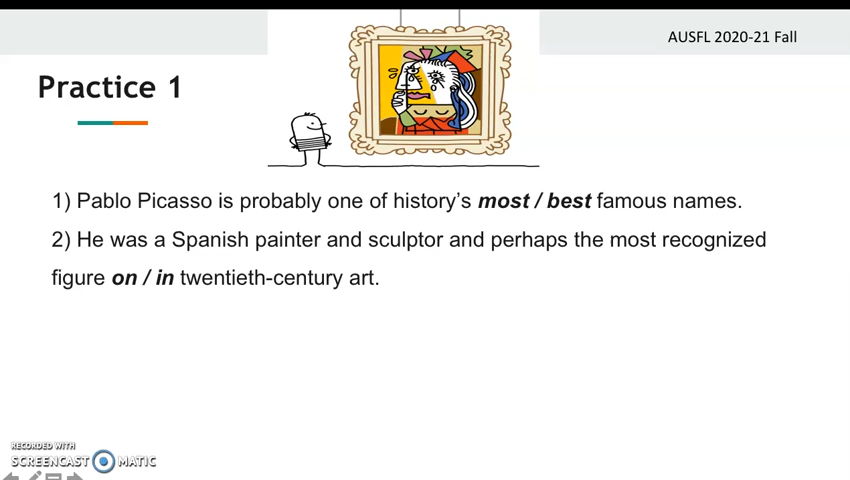 AUSFL 2020-21 Fall
Practice 1
1) Pablo Picasso is probably one of history's most / best famous names.
2) He was a Spanish painter and sculptor and perhaps the most recognized
figure on / in twentieth-century art.
RECORDED WITH
SCREENCAST MATIC